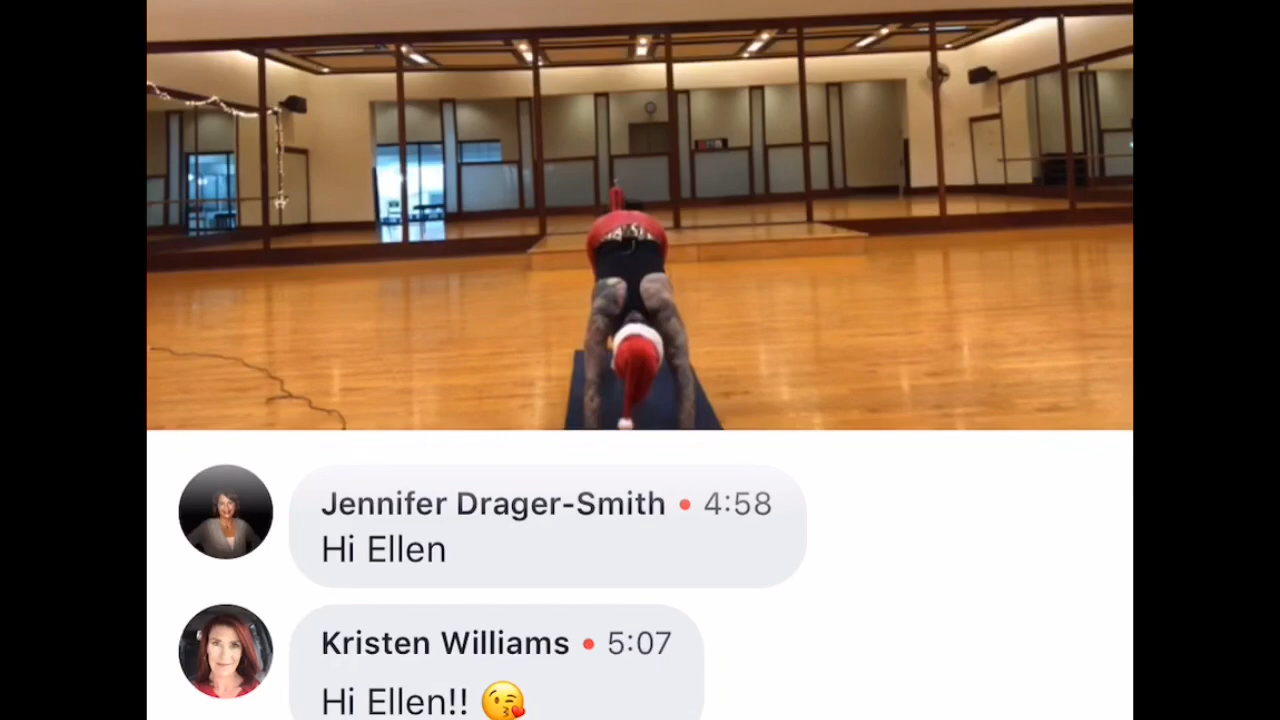 Jennifer Drager-Smith • 4:58
Hi Ellen
Kristen Williams • 5:07
Hi Ellen!! 😘